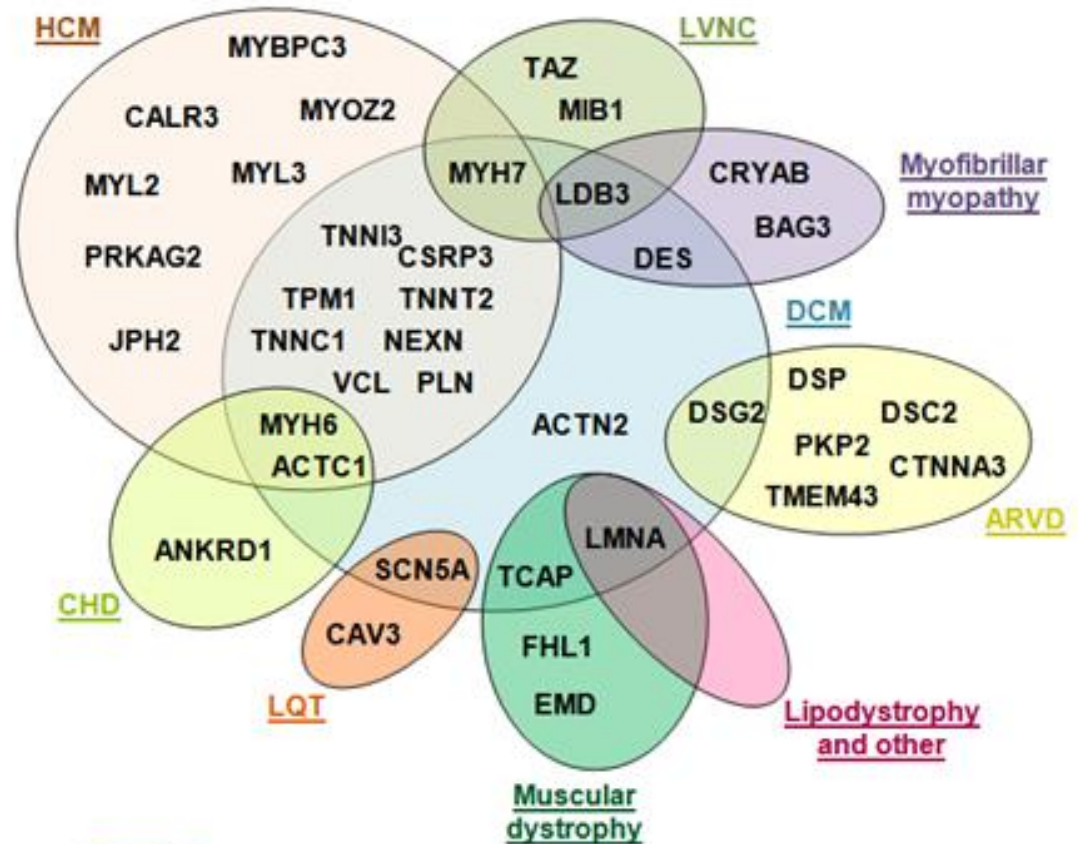 HCM
LVNC
MYBPC3
TAZ
CALR3
MYOZ2
MIB1
MYL2
MYL3
MYH7
LDB3
CRYAB
BAG3
Myofibrillar
myopathy
PRKAG2
TNNI3
CSRP3
DES
TPM1
TNNT2
DCM
JPH2
TNNC1
NEXN
VCL
PLN
DSP
MYH6
ACTN2
DSG2
DSC2
PKP2
ACTC1
CTNNA3
TMEM43
ARVD
ANKRD1
LMNA
SCN5A
TCAP
CHD
CAV3
FHL1
EMD
LQT
Lipodystrophy
and other
Muscular
dystrophy